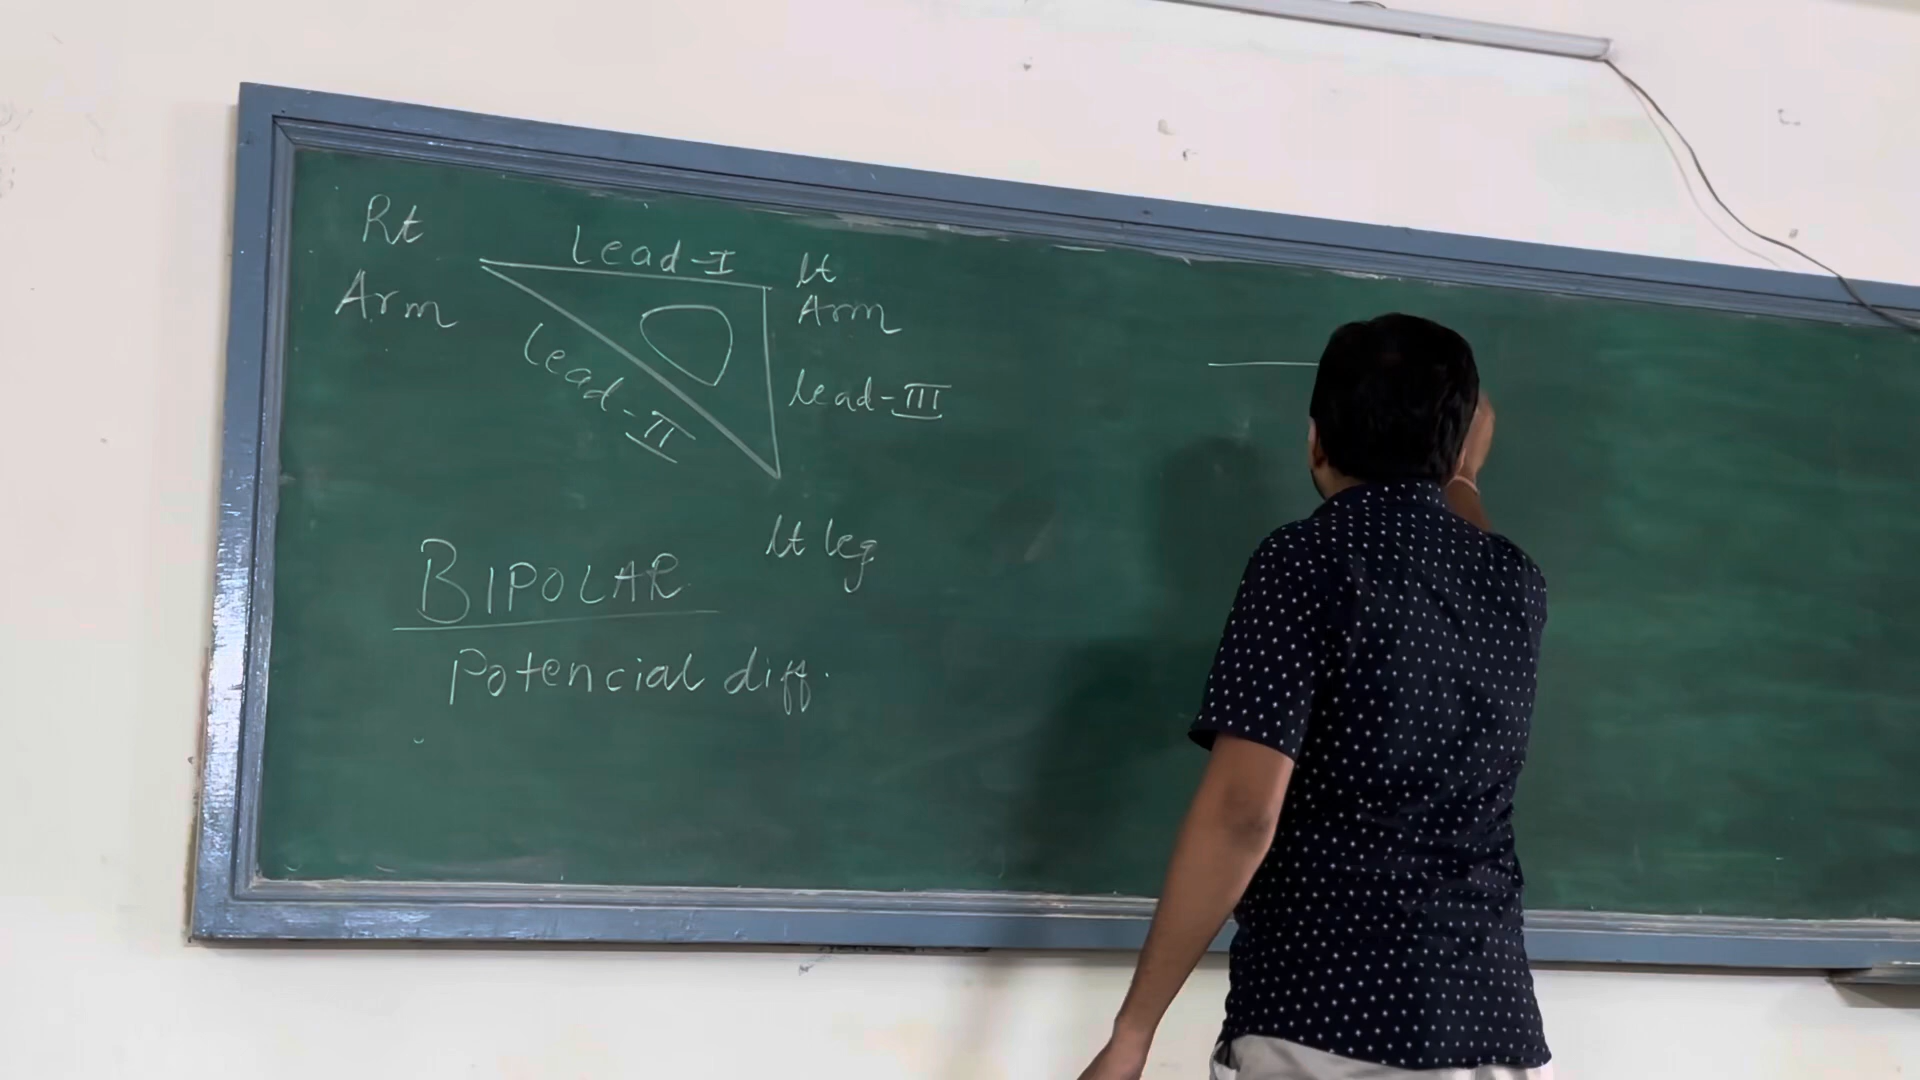 Rt
Arm
Lead-I
Lt
Arm
Lead-II
Lead-III
Lt leg
BIPOLAR
Potencial diff.